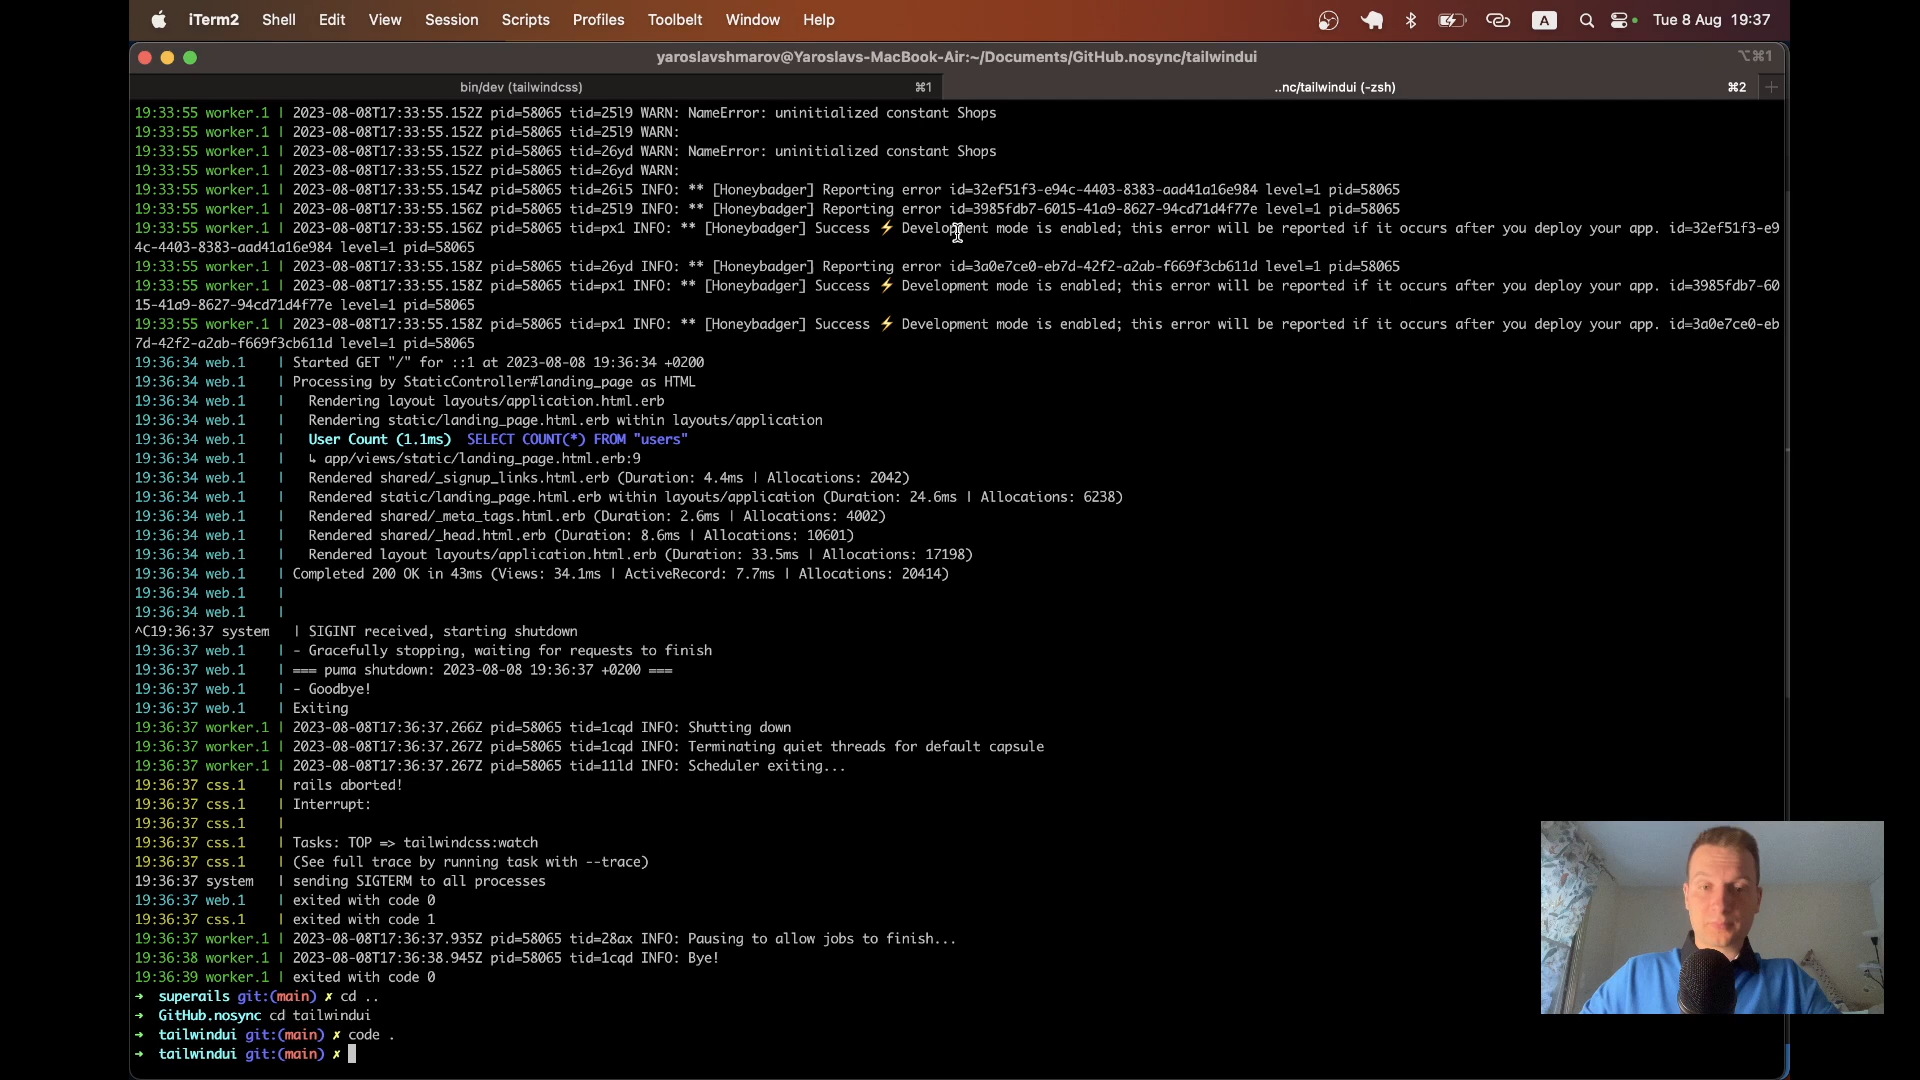 iTerm2 Shell Edit View Session Scripts Profiles Toolbelt Window Help A Tue 8 Aug 19:37
yaroslavshmarov@Yaroslavs-MacBook-Air:~/Documents/GitHub.nosync/tailwindui ⌥⌘1
bin/dev (tailwindcss) ⌘1 ..nc/tailwindui (-zsh) ⌘2 +
19:33:55 worker.1 | 2023-08-08T17:33:55.152Z pid=58065 tid=25l9 WARN: NameError: uninitialized constant Shops
19:33:55 worker.1 | 2023-08-08T17:33:55.152Z pid=58065 tid=25l9 WARN:
19:33:55 worker.1 | 2023-08-08T17:33:55.152Z pid=58065 tid=26yd WARN: NameError: uninitialized constant Shops
19:33:55 worker.1 | 2023-08-08T17:33:55.152Z pid=58065 tid=26yd WARN:
19:33:55 worker.1 | 2023-08-08T17:33:55.154Z pid=58065 tid=26i5 INFO: ** [Honeybadger] Reporting error id=32ef51f3-e94c-4403-8383-aad41a16e984 level=1 pid=58065
19:33:55 worker.1 | 2023-08-08T17:33:55.156Z pid=58065 tid=25l9 INFO: ** [Honeybadger] Reporting error id=3985fdb7-6015-41a9-8627-94cd71d4f77e level=1 pid=58065
19:33:55 worker.1 | 2023-08-08T17:33:55.156Z pid=58065 tid=px1 INFO: ** [Honeybadger] Success ⚡ Development mode is enabled; this error will be reported if it occurs after you deploy your app. id=32ef51f3-e9
4c-4403-8383-aad41a16e984 level=1 pid=58065
19:33:55 worker.1 | 2023-08-08T17:33:55.158Z pid=58065 tid=26yd INFO: ** [Honeybadger] Reporting error id=3a0e7ce0-eb7d-42f2-a2ab-f669f3cb611d level=1 pid=58065
19:33:55 worker.1 | 2023-08-08T17:33:55.158Z pid=58065 tid=px1 INFO: ** [Honeybadger] Success ⚡ Development mode is enabled; this error will be reported if it occurs after you deploy your app. id=3985fdb7-60
15-41a9-8627-94cd71d4f77e level=1 pid=58065
19:33:55 worker.1 | 2023-08-08T17:33:55.158Z pid=58065 tid=px1 INFO: ** [Honeybadger] Success ⚡ Development mode is enabled; this error will be reported if it occurs after you deploy your app. id=3a0e7ce0-eb
7d-42f2-a2ab-f669f3cb611d level=1 pid=58065
19:36:34 web.1 | Started GET "/" for ::1 at 2023-08-08 19:36:34 +0200
19:36:34 web.1 | Processing by StaticController#landing_page as HTML
19:36:34 web.1 | Rendering layout layouts/application.html.erb
19:36:34 web.1 | Rendering static/landing_page.html.erb within layouts/application
19:36:34 web.1 | User Count (1.1ms) SELECT COUNT(*) FROM "users"
19:36:34 web.1 | ↳ app/views/static/landing_page.html.erb:9
19:36:34 web.1 | Rendered shared/_signup_links.html.erb (Duration: 4.4ms | Allocations: 2042)
19:36:34 web.1 | Rendered static/landing_page.html.erb within layouts/application (Duration: 24.6ms | Allocations: 6238)
19:36:34 web.1 | Rendered shared/_meta_tags.html.erb (Duration: 2.6ms | Allocations: 4002)
19:36:34 web.1 | Rendered shared/_head.html.erb (Duration: 8.6ms | Allocations: 10601)
19:36:34 web.1 | Rendered layout layouts/application.html.erb (Duration: 33.5ms | Allocations: 17198)
19:36:34 web.1 | Completed 200 OK in 43ms (Views: 34.1ms | ActiveRecord: 7.7ms | Allocations: 20414)
19:36:34 web.1 |
19:36:34 web.1 |
^C19:36:37 system | SIGINT received, starting shutdown
19:36:37 web.1 | - Gracefully stopping, waiting for requests to finish
19:36:37 web.1 | === puma shutdown: 2023-08-08 19:36:37 +0200 ===
19:36:37 web.1 | - Goodbye!
19:36:37 web.1 | Exiting
19:36:37 worker.1 | 2023-08-08T17:36:37.266Z pid=58065 tid=1cqd INFO: Shutting down
19:36:37 worker.1 | 2023-08-08T17:36:37.267Z pid=58065 tid=1cqd INFO: Terminating quiet threads for default capsule
19:36:37 worker.1 | 2023-08-08T17:36:37.267Z pid=58065 tid=11ld INFO: Scheduler exiting...
19:36:37 css.1 | rails aborted!
19:36:37 css.1 | Interrupt:
19:36:37 css.1 |
19:36:37 css.1 | Tasks: TOP => tailwindcss:watch
19:36:37 css.1 | (See full trace by running task with --trace)
19:36:37 system | sending SIGTERM to all processes
19:36:37 web.1 | exited with code 0
19:36:37 css.1 | exited with code 1
19:36:37 worker.1 | 2023-08-08T17:36:37.935Z pid=58065 tid=28ax INFO: Pausing to allow jobs to finish...
19:36:38 worker.1 | 2023-08-08T17:36:38.945Z pid=58065 tid=1cqd INFO: Bye!
19:36:39 worker.1 | exited with code 0
→ superails git:(main) ✗ cd ..
→ GitHub.nosync cd tailwindui
→ tailwindui git:(main) ✗ code .
→ tailwindui git:(main) ✗